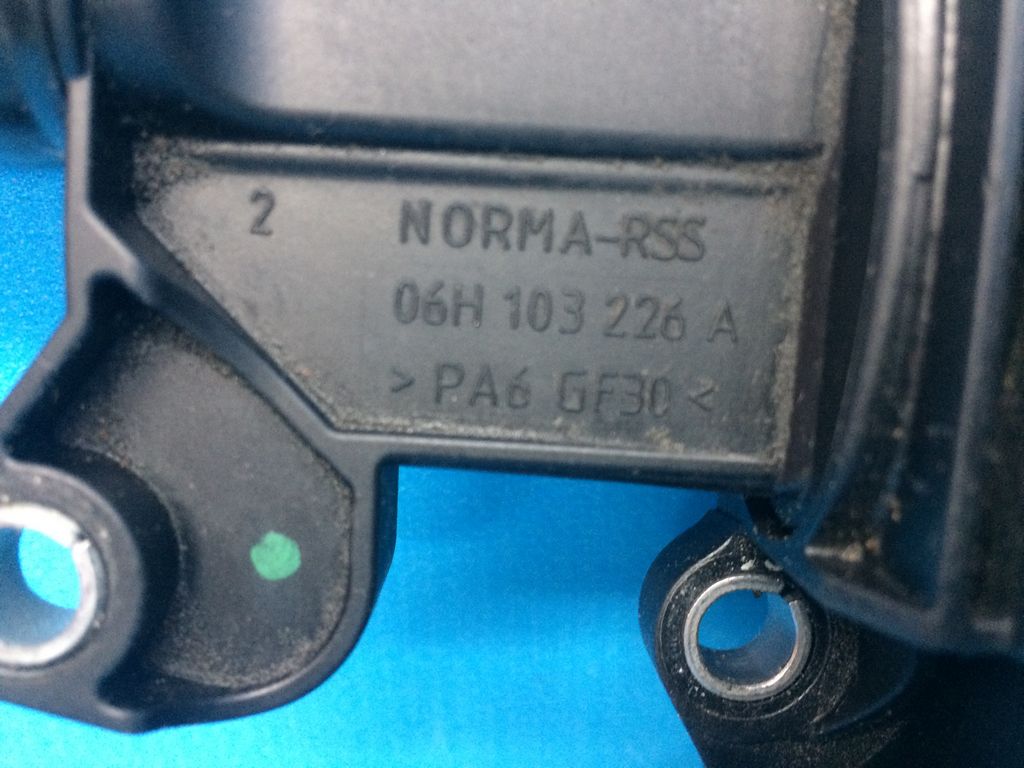 2 NORMA-RSS
06H 103 226 A
> PA6 GF30 <